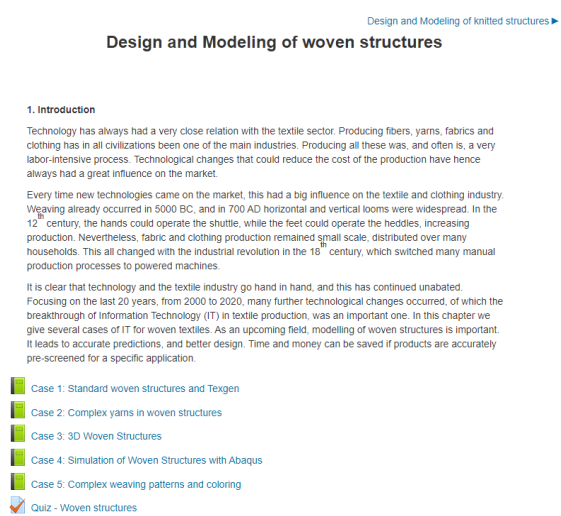 Design and Modeling of knitted structures ▶
Design and Modeling of woven structures
1. Introduction
Technology has always had a very close relation with the textile sector. Producing fibers, yarns, fabrics and
clothing has in all civilizations been one of the main industries. Producing all these was, and often is, a very
labor-intensive process. Technological changes that could reduce the cost of the production have hence
always had a great influence on the market.
Every time new technologies came on the market, this had a big influence on the textile and clothing industry.
Weaving already occurred in 5000 BC, and in 700 AD horizontal and vertical looms were widespread. In the
12th century, the hands could operate the shuttle, while the feet could operate the heddles, increasing
production. Nevertheless, fabric and clothing production remained small scale, distributed over many
households. This all changed with the industrial revolution in the 18th century, which switched many manual
production processes to powered machines.
It is clear that technology and the textile industry go hand in hand, and this has continued unabated.
Focusing on the last 20 years, from 2000 to 2020, many further technological changes occurred, of which the
breakthrough of Information Technology (IT) in textile production, was an important one. In this chapter we
give several cases of IT for woven textiles. As an upcoming field, modelling of woven structures is important.
It leads to accurate predictions, and better design. Time and money can be saved if products are accurately
pre-screened for a specific application.
Case 1: Standard woven structures and Texgen
Case 2: Complex yarns in woven structures
Case 3: 3D Woven Structures
Case 4: Simulation of Woven Structures with Abaqus
Case 5: Complex weaving patterns and coloring
Quiz - Woven structures